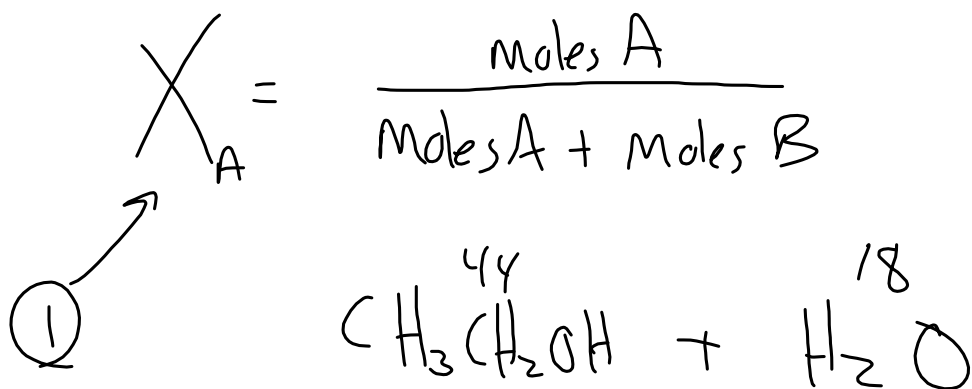 X_A = moles A
Moles A + Moles B
1
44 18
CH₃CH₂OH + H₂O